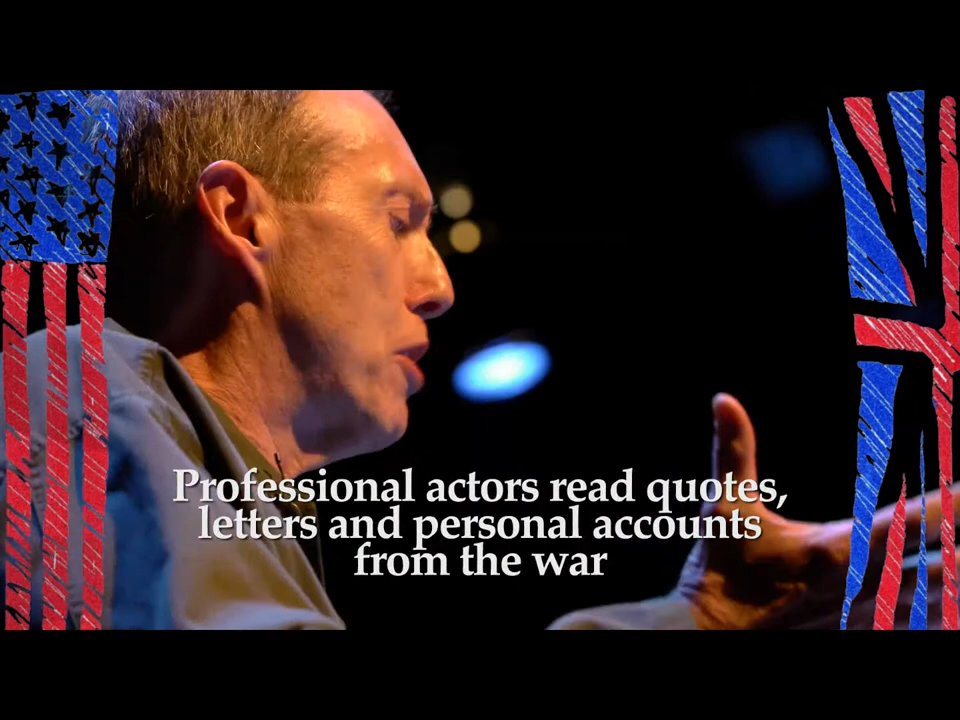 Professional actors read quotes,
letters and personal accounts
from the war